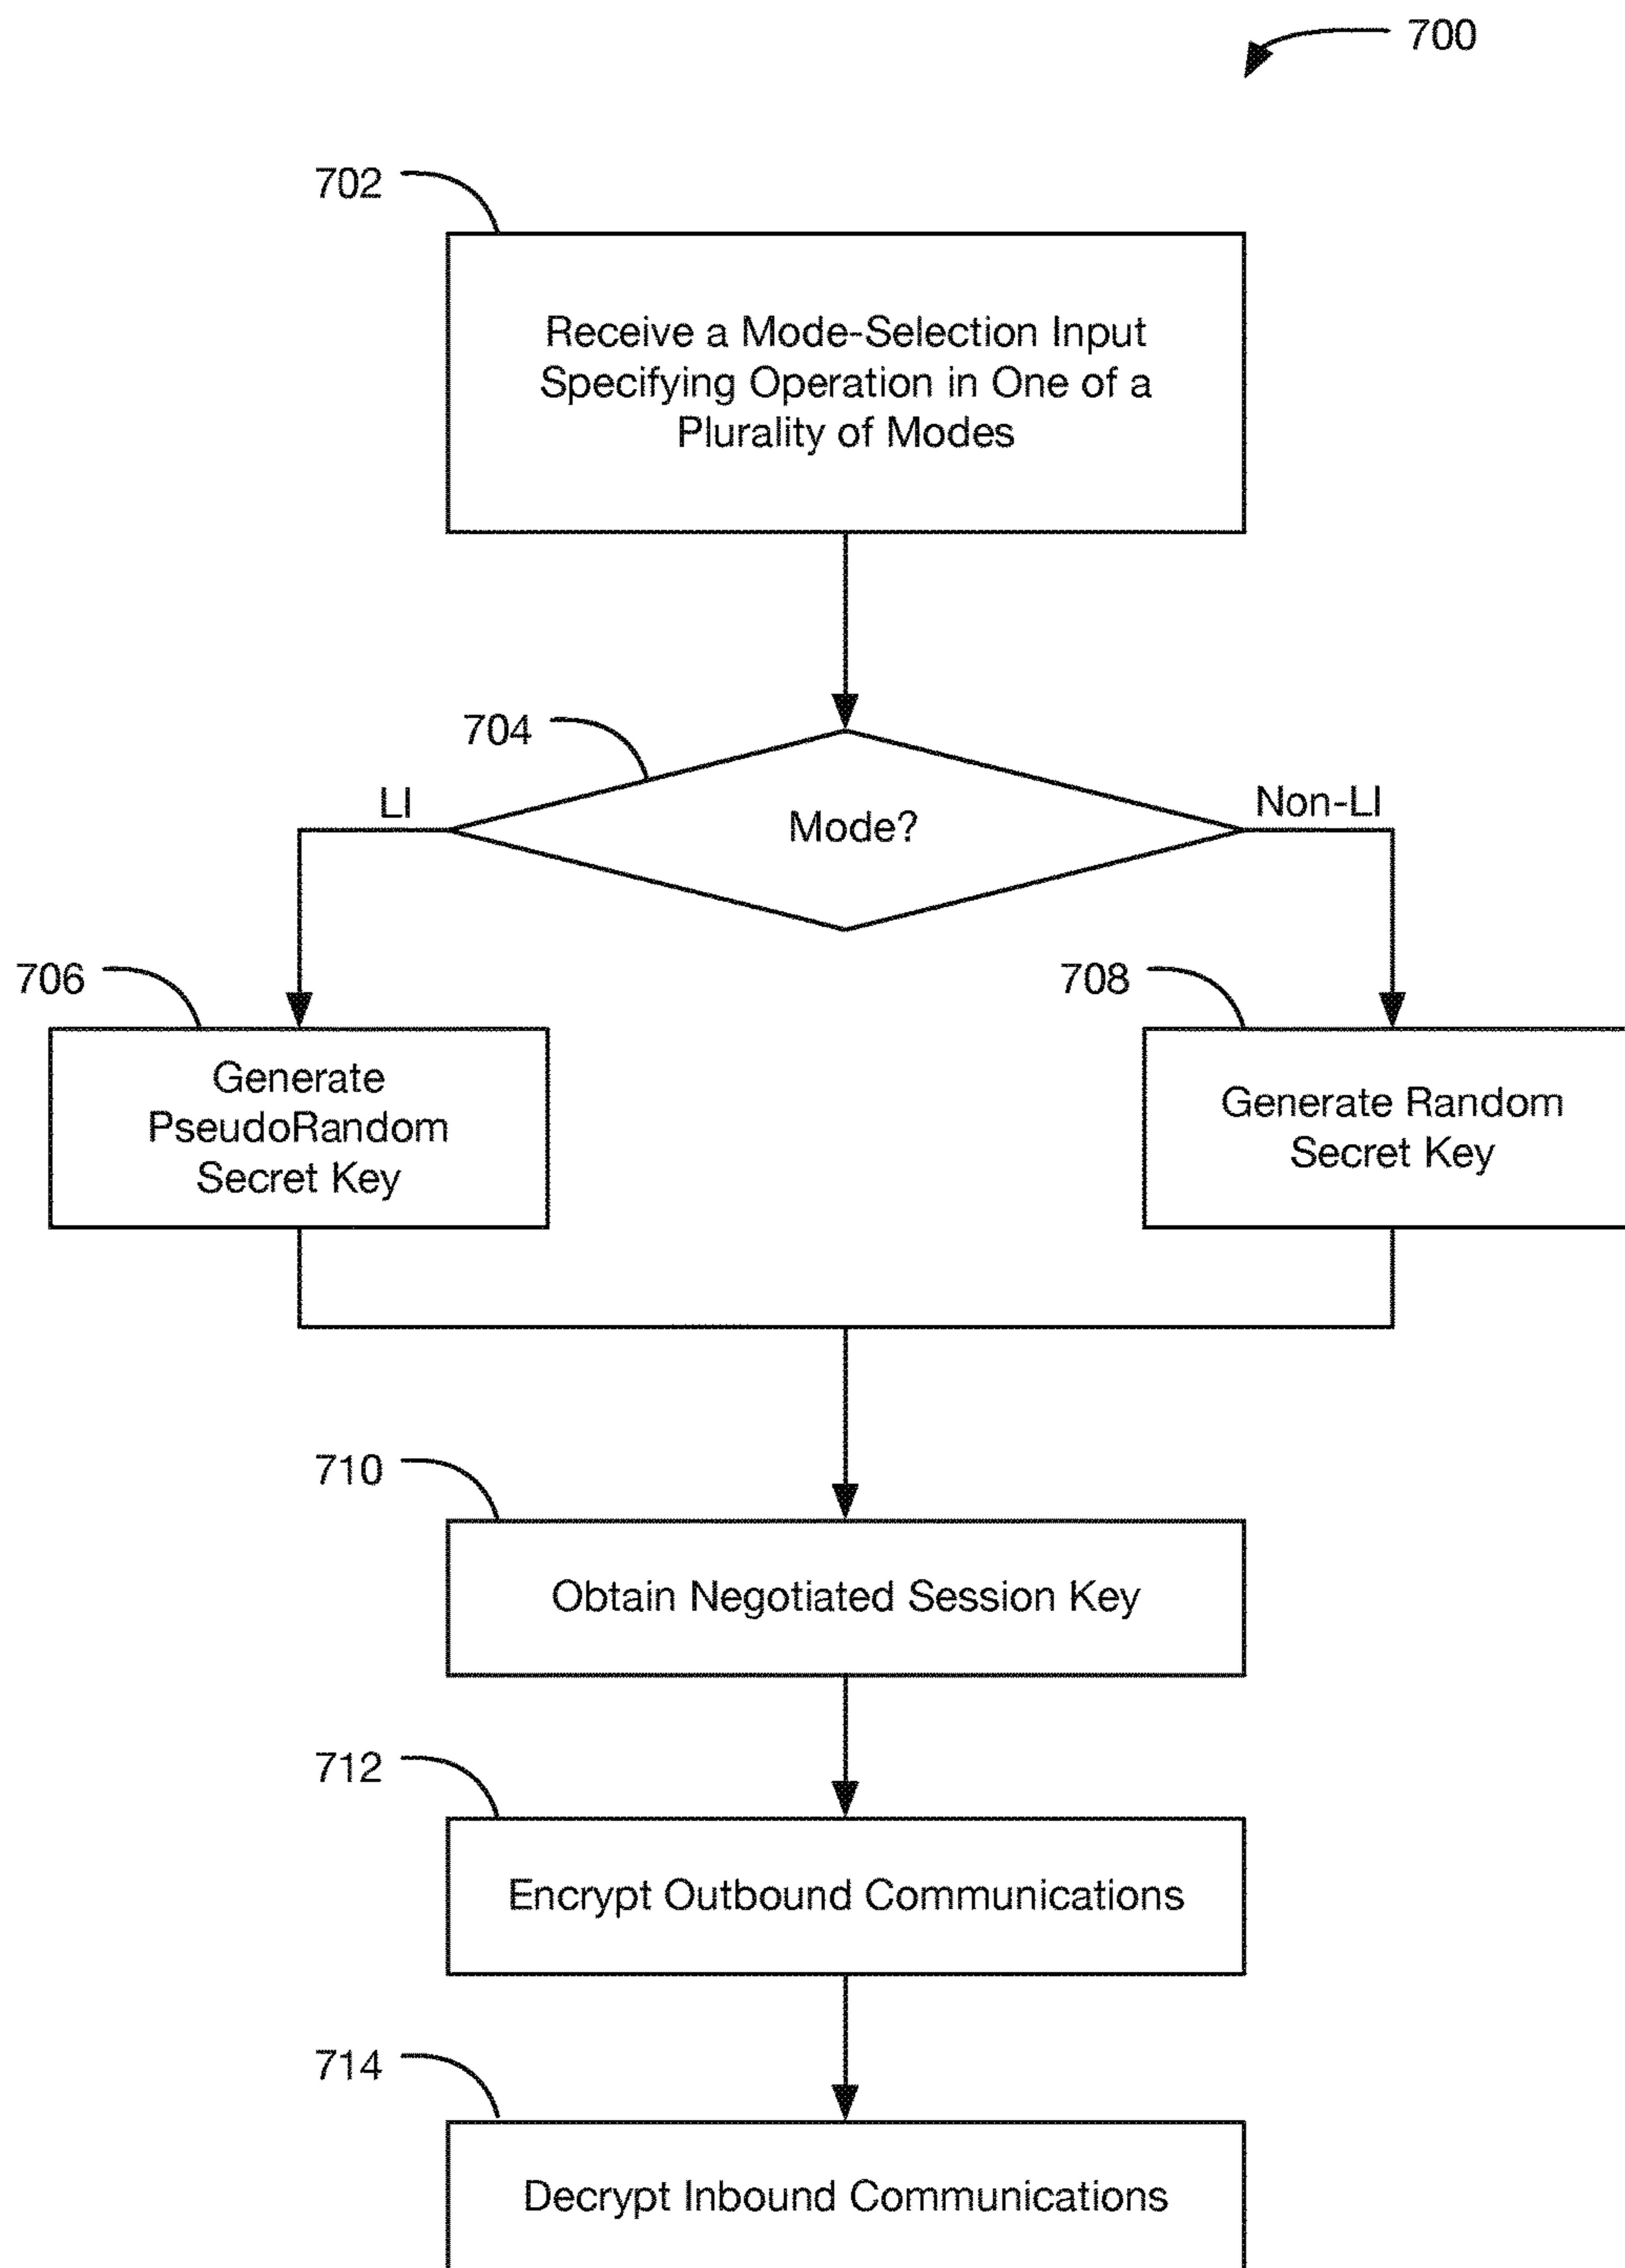 700
702
Receive a Mode-Selection Input
Specifying Operation in One of a
Plurality of Modes
704
Mode?
LI
Non-LI
706
708
Generate
PseudoRandom
Secret Key
Generate Random
Secret Key
710
Obtain Negotiated Session Key
712
Encrypt Outbound Communications
714
Decrypt Inbound Communications